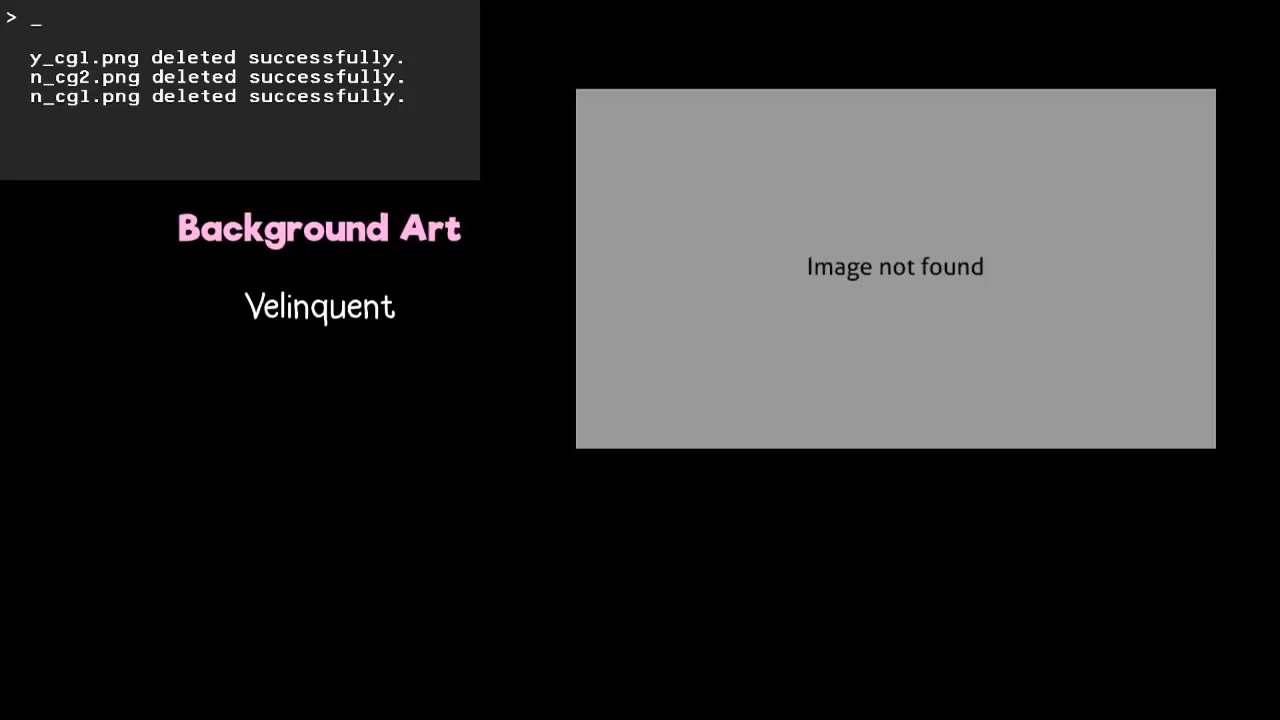 > _
y_cg1.png deleted successfully.
n_cg2.png deleted successfully.
n_cg1.png deleted successfully.
Background Art
Velinquent
Image not found